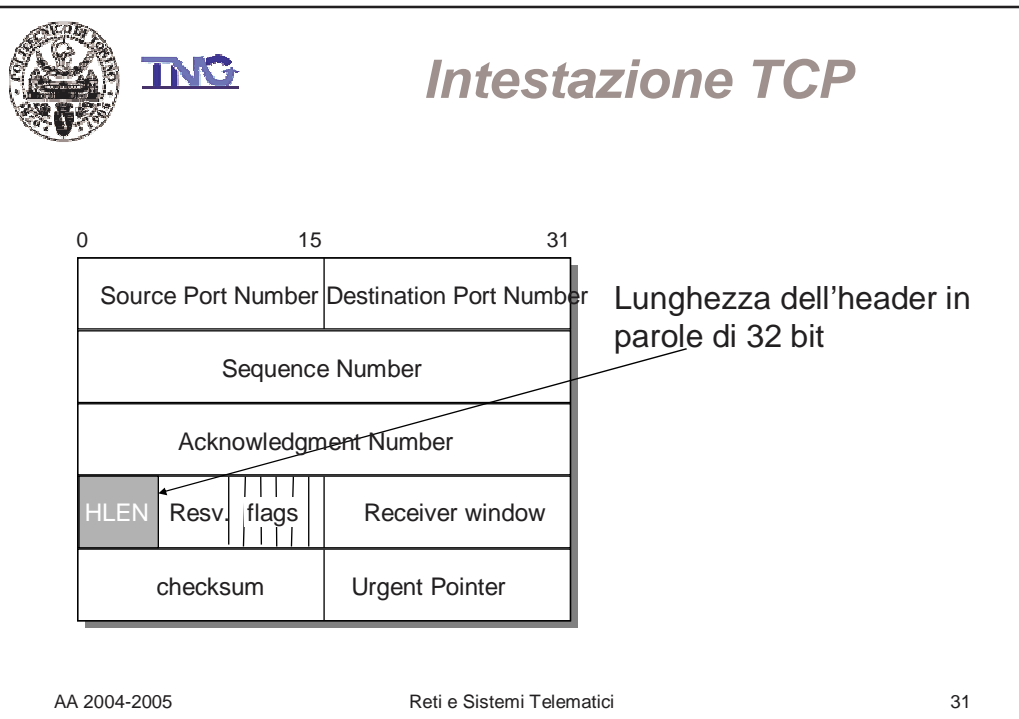 TNG
Intestazione TCP
0 15 31
Source Port Number Destination Port Number
Lunghezza dell'header in
parole di 32 bit
Sequence Number
Acknowledgment Number
HLEN Resv. flags Receiver window
checksum Urgent Pointer
AA 2004-2005 Reti e Sistemi Telematici 31